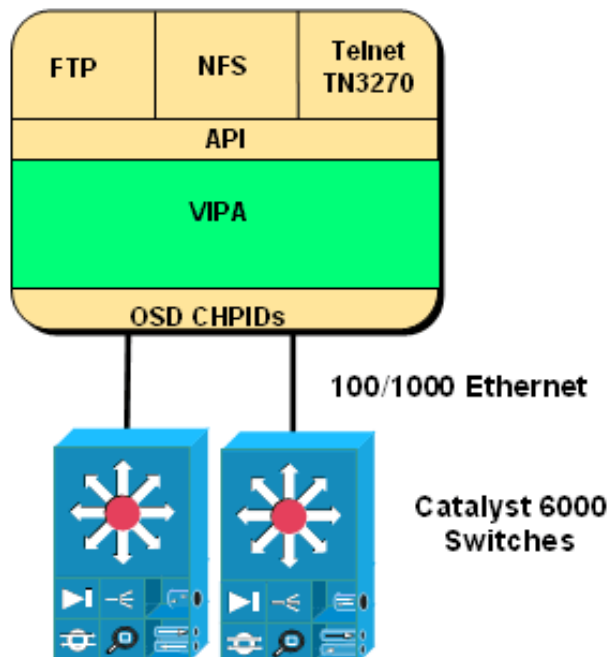 FTP
NFS
Telnet
TN3270
API
VIPA
OSD CHPIDs
100/1000 Ethernet
Catalyst 6000
Switches